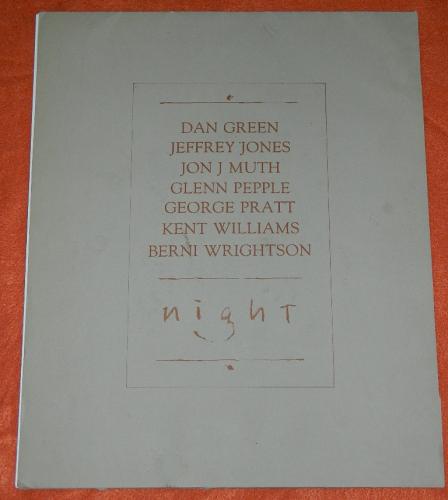 DAN GREEN
JEFFREY JONES
JON J MUTH
GLENN PEPPLE
GEORGE PRATT
KENT WILLIAMS
BERNI WRIGHTSON
night